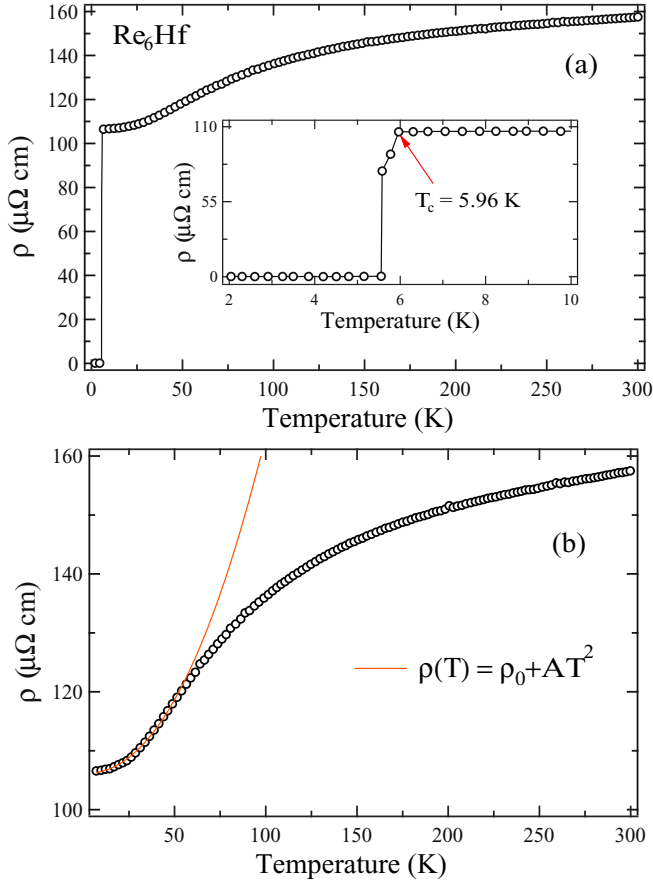 160
140
120
100
80
60
40
20
0
ρ (μΩ cm)
Re₆Hf
(a)
110
55
0
ρ (μΩ cm)
T_c = 5.96 K
2 4 6 8 10
Temperature (K)
0 50 100 150 200 250 300
Temperature (K)
160
140
120
100
ρ (μΩ cm)
(b)
ρ(T) = ρ₀+AT²
50 100 150 200 250 300
Temperature (K)